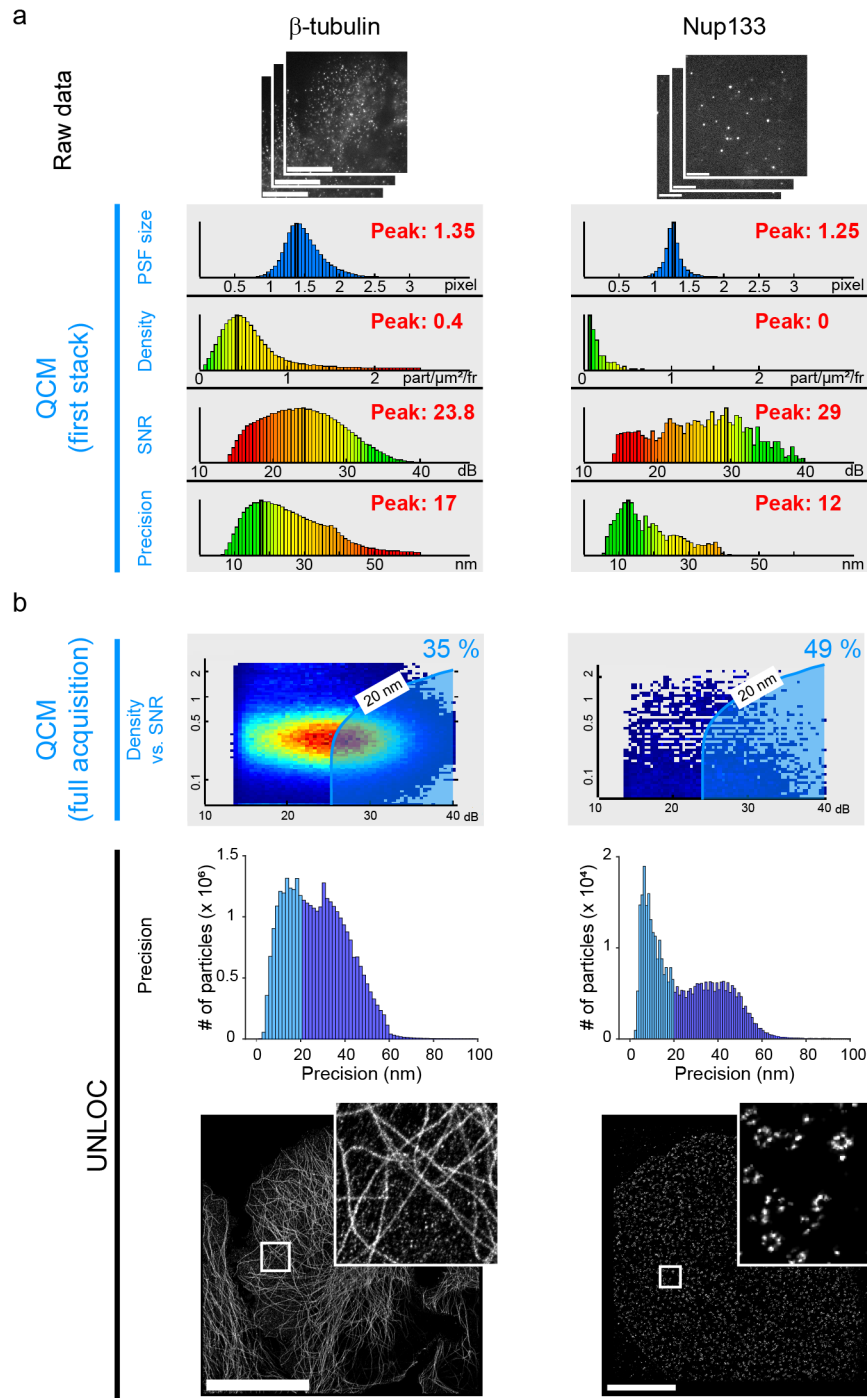 a
β-tubulin
Nup133
Raw data
QCM
(first stack)
PSF size
Peak: 1.35
0.5 1 1.5 2 2.5 3 pixel
Peak: 1.25
0.5 1 1.5 2 2.5 3 pixel
Density
Peak: 0.4
0 1 2 part/µm²/fr
Peak: 0
0 1 2 part/µm²/fr
SNR
Peak: 23.8
10 20 30 40 dB
Peak: 29
10 20 30 40 dB
Precision
Peak: 17
10 30 50 nm
Peak: 12
10 30 50 nm
b
QCM
(full acquisition)
Density
vs. SNR
35 %
20 nm
2
1
0.5
0.1
10 20 30 40 dB
49 %
20 nm
2
1
0.5
0.1
10 20 30 40 dB
UNLOC
Precision
# of particles (x 10⁶)
1.5
1
0.5
0
0 20 40 60 80 100
Precision (nm)
# of particles (x 10⁴)
2
1
0
0 20 40 60 80 100
Precision (nm)